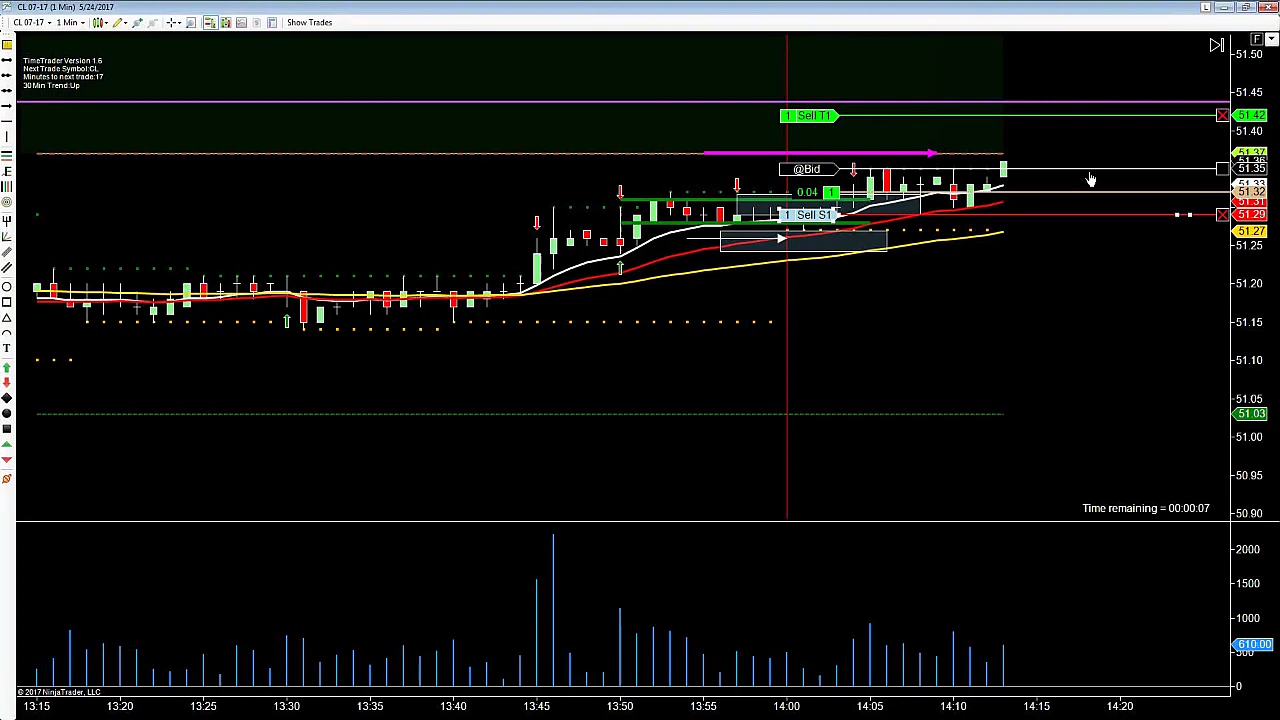 CL 07-17 (1 Min) 5/24/2017
CL 07-17
1 Min
Show Trades
L
F
TimeTrader Version 1.6
Next Trade Symbol:CL
Minutes to next trade:17
30 Min Trend:Up
1 Sell T1
@Bid
0.04 1
1 Sell S1
51.50
51.45
51.42
51.40
51.37
51.35
51.33
51.32
51.31
51.29
51.27
51.25
51.20
51.15
51.10
51.05
51.03
51.00
50.95
50.90
Time remaining = 00:00:07
2000
1500
1000
610.00
0
© 2017 NinjaTrader, LLC
13:15 13:20 13:25 13:30 13:35 13:40 13:45 13:50 13:55 14:00 14:05 14:10 14:15 14:20